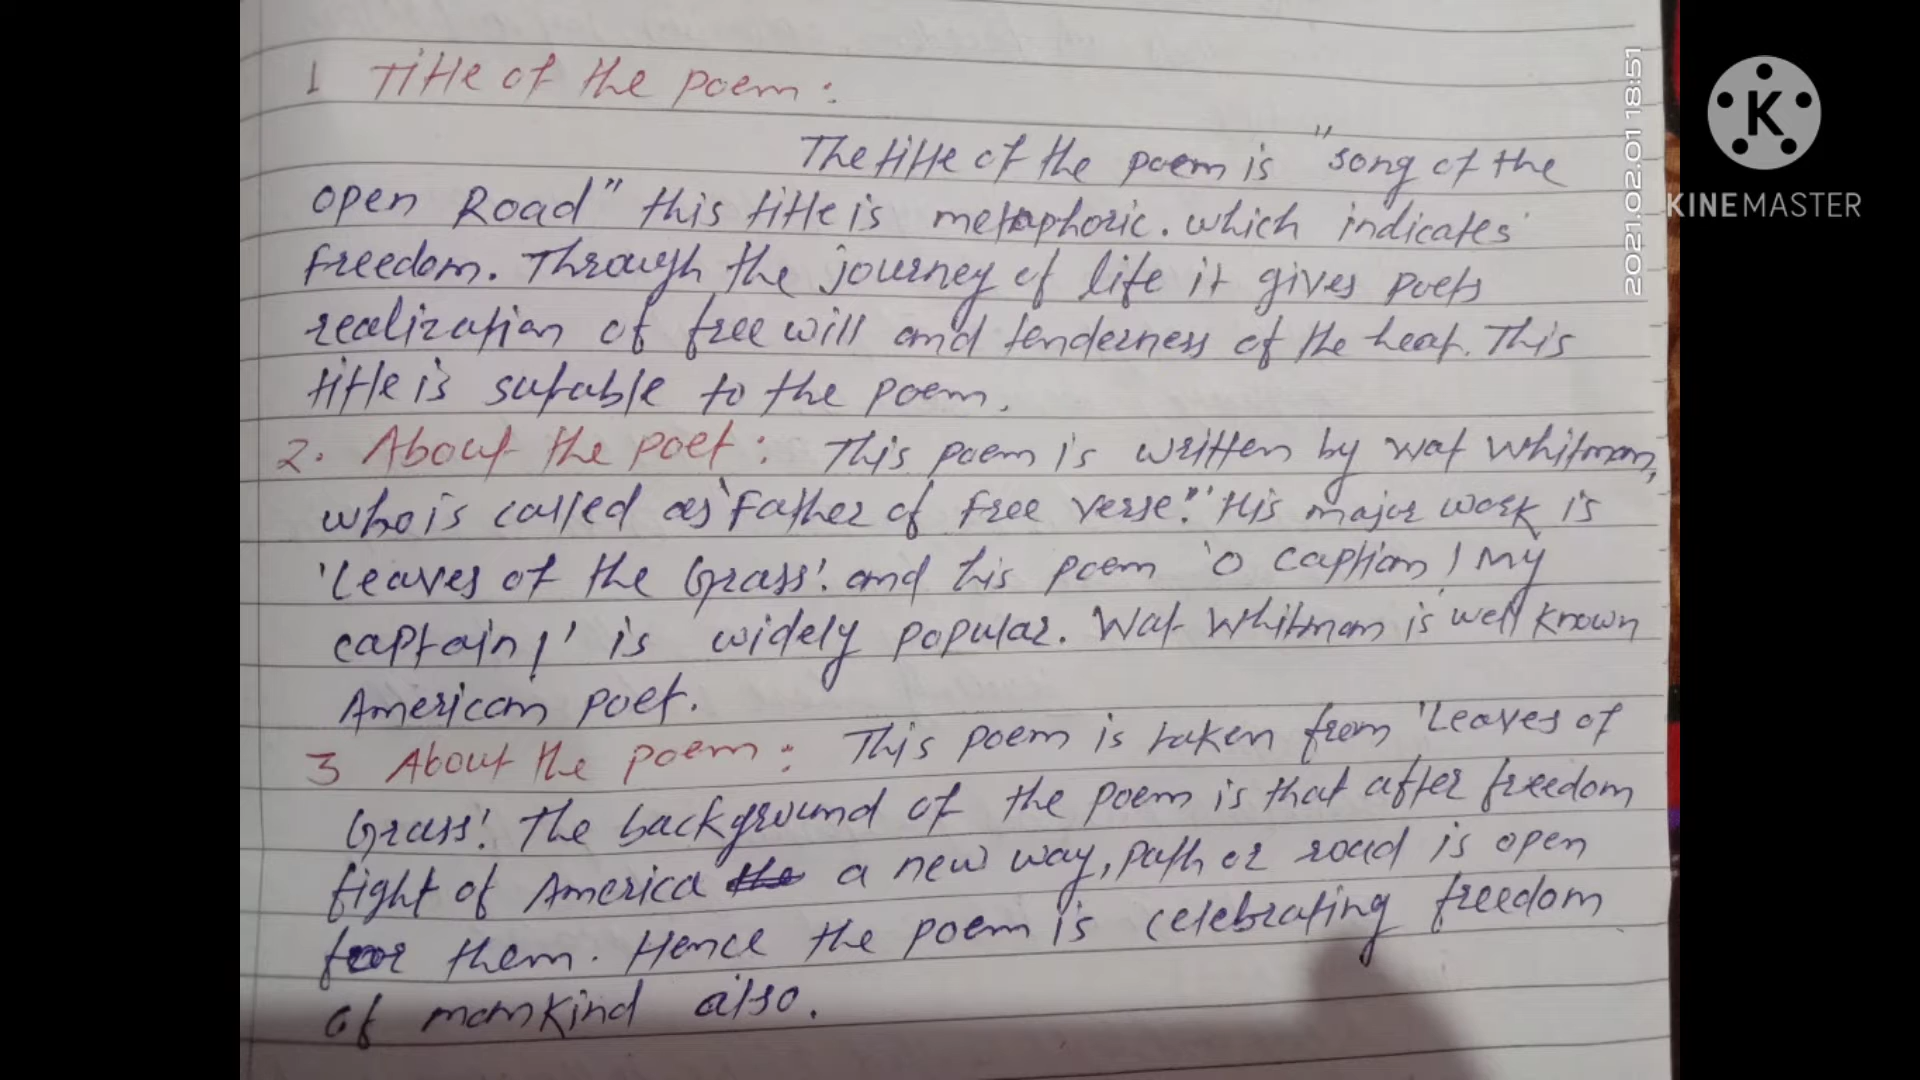 1 Title of the poem :
The title of the poem is "song of the
open Road" this title is metaphoric. which indicates
freedom. Through the journey of life it gives poets
realization of free will and tenderness of the heat. This
title is sutable to the poem.
2. About the poet : This poem is written by Wat Whitman,
who is called as "Father of free verse." His major work is
'Leaves of the Grass'. and his poem 'O Caption! My
captain!' is widely popular. Wat Whitman is well known
American poet.
3 About the poem : This poem is taken from 'Leaves of
Grass'. The background of the poem is that after freedom
fight of America the a new way, path or road is open
for them. Hence the poem is celebrating freedom
of mankind also.
2021.02.01 18:51
K
KINEMASTER